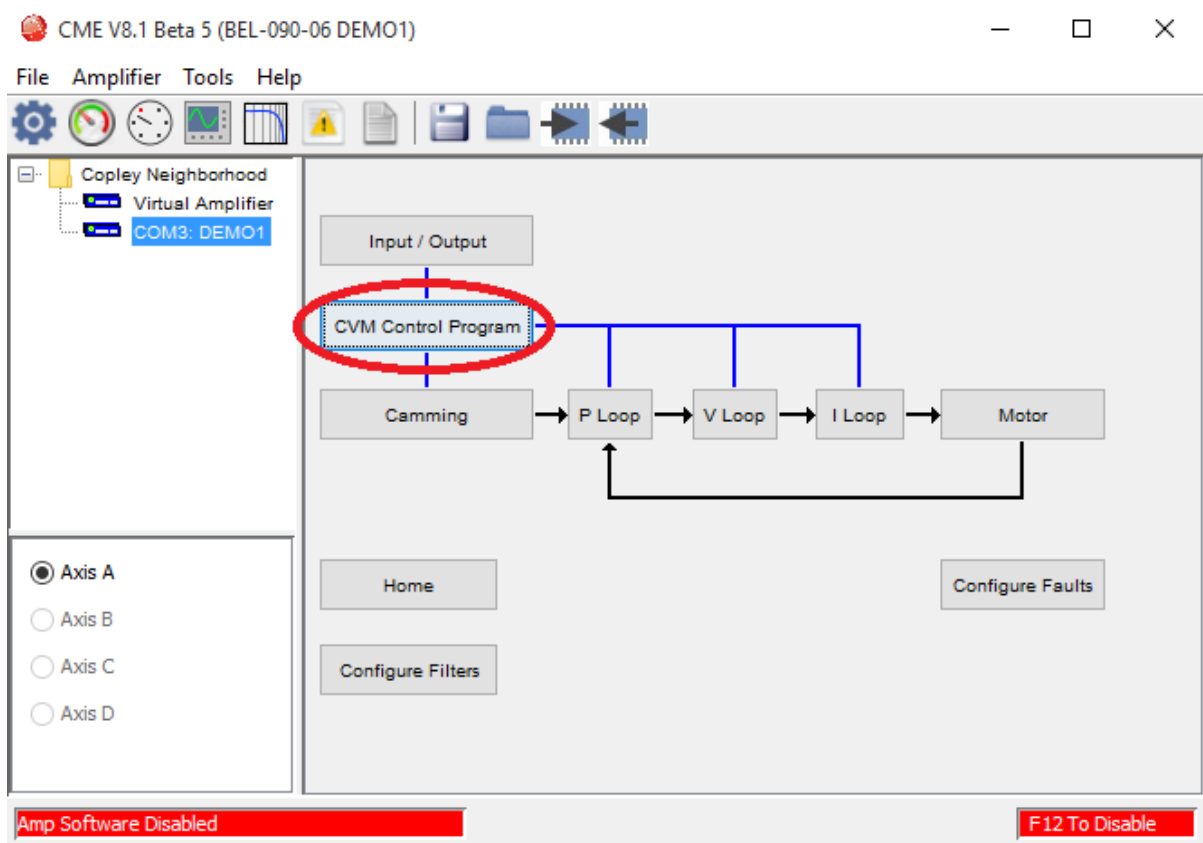 CME V8.1 Beta 5 (BEL-090-06 DEMO1)
File Amplifier Tools Help
Copley Neighborhood
Virtual Amplifier
COM3: DEMO1
Input / Output
CVM Control Program
Camming
P Loop
V Loop
I Loop
Motor
Home
Configure Faults
Configure Filters
Axis A
Axis B
Axis C
Axis D
Amp Software Disabled
F12 To Disable